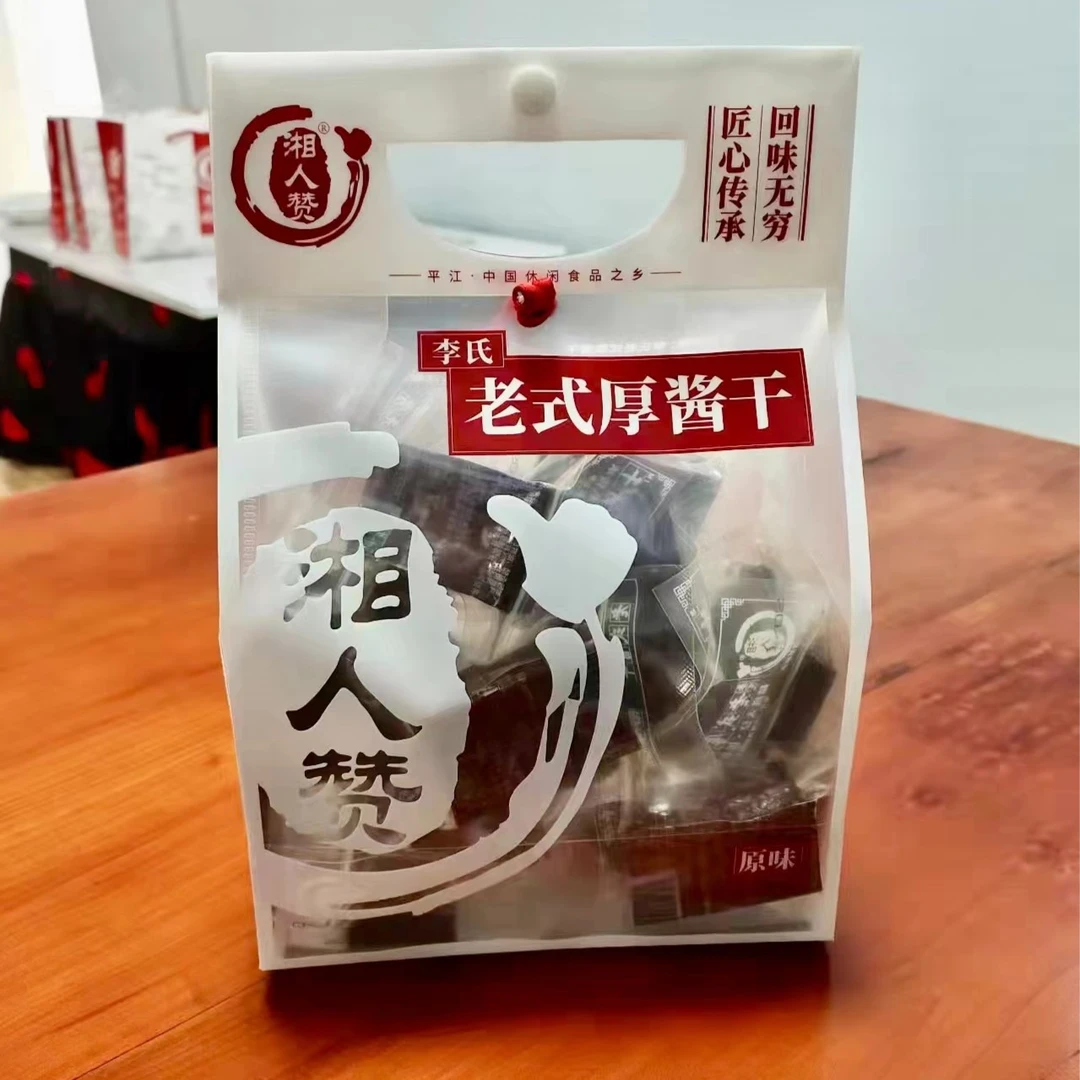 湘人赞®
匠心传承
回味无穷
平江·中国休闲食品之乡
李氏
老式厚酱干
湘人赞
原味